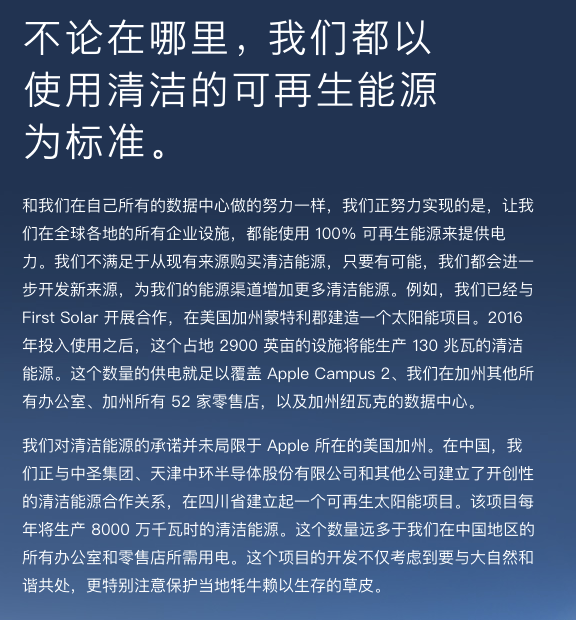 不论在哪里，我们都以
使用清洁的可再生能源
为标准。
和我们在自己所有的数据中心做的努力一样，我们正努力实现的是，让我
们在全球各地的所有企业设施，都能使用 100% 可再生能源来提供电
力。我们不满足于从现有来源购买清洁能源，只要有可能，我们都会进一
步开发新来源，为我们的能源渠道增加更多清洁能源。例如，我们已经与
First Solar 开展合作，在美国加州蒙特利郡建造一个太阳能项目。2016
年投入使用之后，这个占地 2900 英亩的设施将能生产 130 兆瓦的清洁
能源。这个数量的供电就足以覆盖 Apple Campus 2、我们在加州其他所
有办公室、加州所有 52 家零售店，以及加州纽瓦克的数据中心。
我们对清洁能源的承诺并未局限于 Apple 所在的美国加州。在中国，我
们正与中圣集团、天津中环半导体股份有限公司和其他公司建立了开创性
的清洁能源合作关系，在四川省建立起一个可再生太阳能项目。该项目每
年将生产 8000 万千瓦时的清洁能源。这个数量远多于我们在中国地区的
所有办公室和零售店所需用电。这个项目的开发不仅考虑到要与大自然和
谐共处，更特别注意保护当地牦牛赖以生存的草皮。